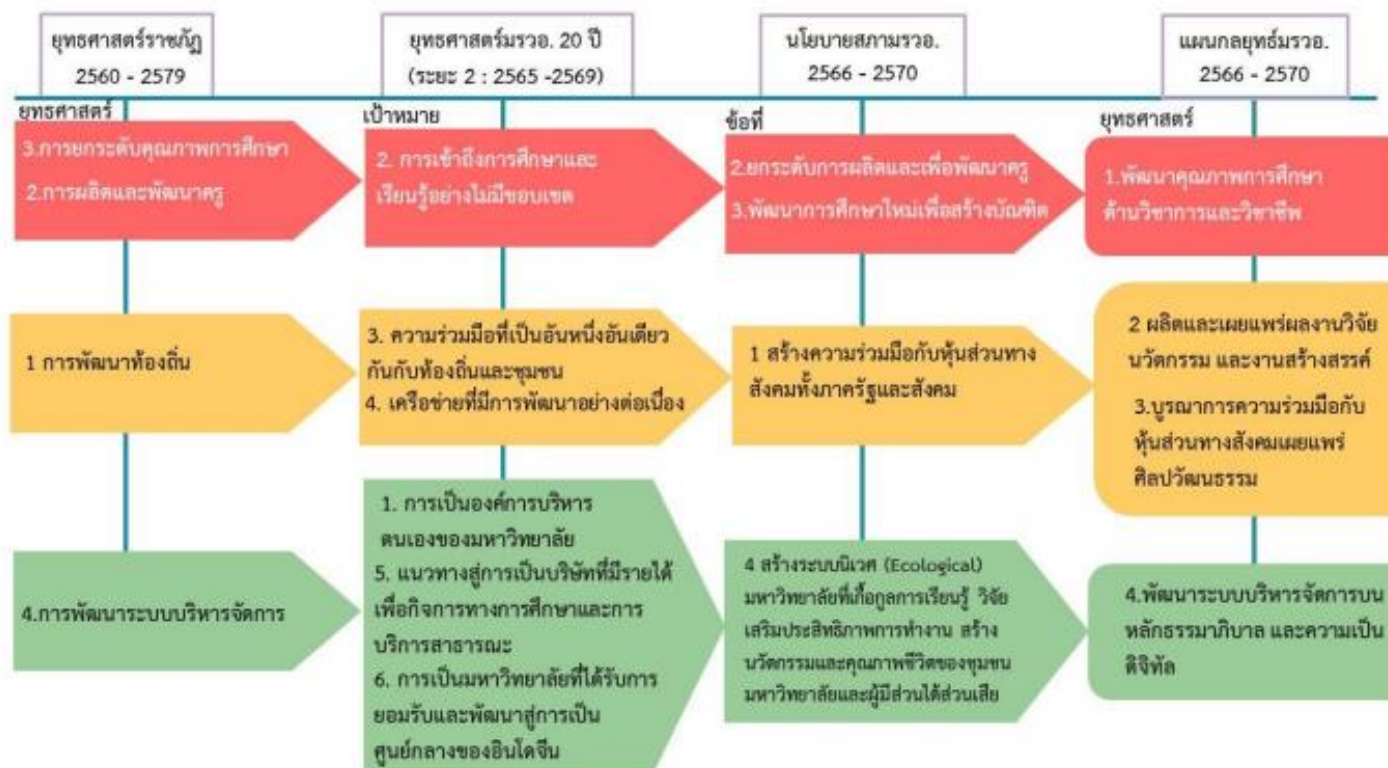 ยุทธศาสตร์ราชภัฏ
2560 - 2579
ยุทธศาสตร์มรวอ. 20 ปี
(ระยะ 2 : 2565 -2569)
นโยบายสภามรวอ.
2566 - 2570
แผนกลยุทธ์มรวอ.
2566 - 2570
ยุทธศาสตร์
เป้าหมาย
ข้อที่
ยุทธศาสตร์
3.การยกระดับคุณภาพการศึกษา
2.การผลิตและพัฒนาครู
2. การเข้าถึงการศึกษาและ
เรียนรู้อย่างไม่มีขอบเขต
2.ยกระดับการผลิตและเพื่อพัฒนาครู
3.พัฒนาการศึกษาใหม่เพื่อสร้างบัณฑิต
1.พัฒนาคุณภาพการศึกษา
ด้านวิชาการและวิชาชีพ
1 การพัฒนาท้องถิ่น
3. ความร่วมมือที่เป็นอันหนึ่งอันเดียว
กันกับท้องถิ่นและชุมชน
4. เครือข่ายที่มีการพัฒนาอย่างต่อเนื่อง
1 สร้างความร่วมมือกับหุ้นส่วนทาง
สังคมทั้งภาครัฐและสังคม
2 ผลิตและเผยแพร่ผลงานวิจัย
นวัตกรรม และงานสร้างสรรค์
3.บูรณาการความร่วมมือกับ
หุ้นส่วนทางสังคมเผยแพร่
ศิลปวัฒนธรรม
4.การพัฒนาระบบบริหารจัดการ
1. การเป็นองค์การบริหาร
ตนเองของมหาวิทยาลัย
5. แนวทางสู่การเป็นบริษัทที่มีรายได้
เพื่อกิจการทางการศึกษาและการ
บริการสาธารณะ
6. การเป็นมหาวิทยาลัยที่ได้รับการ
ยอมรับและพัฒนาสู่การเป็น
ศูนย์กลางของอินโดจีน
4 สร้างระบบนิเวศ (Ecological)
มหาวิทยาลัยที่เกื้อกูลการเรียนรู้ วิจัย
เสริมประสิทธิภาพการทำงาน สร้าง
นวัตกรรมและคุณภาพชีวิตของชุมชน
มหาวิทยาลัยและผู้มีส่วนได้ส่วนเสีย
4.พัฒนาระบบบริหารจัดการบน
หลักธรรมาภิบาล และความเป็น
ดิจิทัล